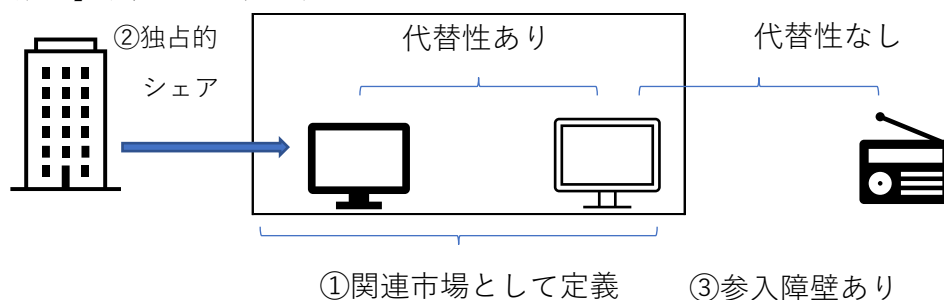 ②独占的
シェア
代替性あり
代替性なし
①関連市場として定義
③参入障壁あり